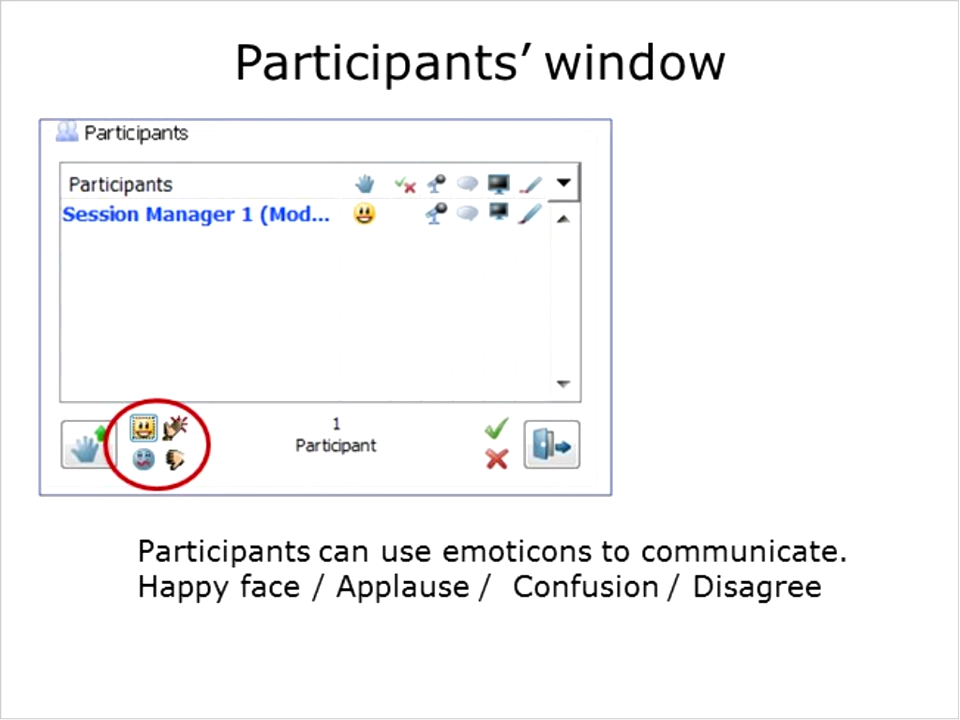 Participants’ window
Participants
Participants
Session Manager 1 (Mod...
1
Participant
Participants can use emoticons to communicate.
Happy face / Applause / Confusion / Disagree